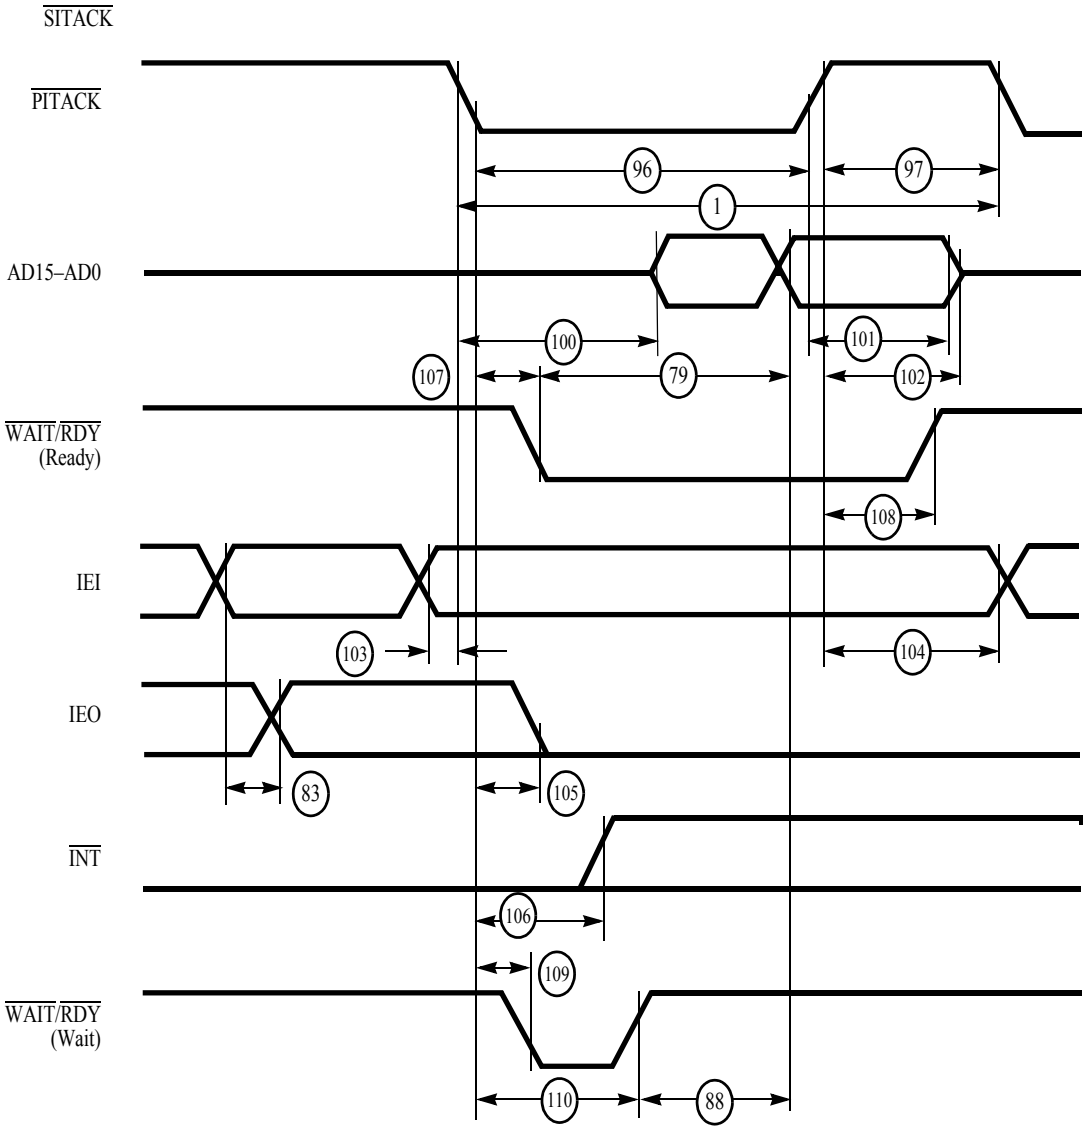 SITACK
PITACK
96
97
1
AD15–AD0
100
101
107
79
102
WAIT/RDY
(Ready)
108
IEI
103
104
IEO
83
105
INT
106
109
WAIT/RDY
(Wait)
110
88